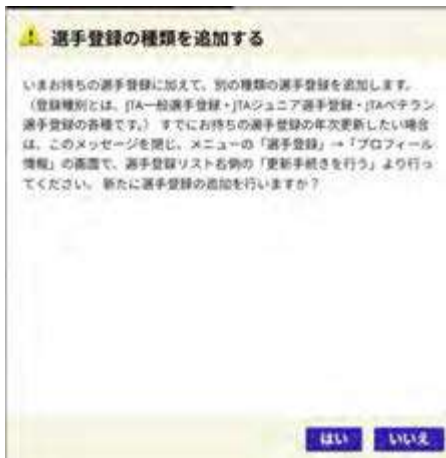 選手登録の種類を追加する
いまお持ちの選手登録に加えて、別の種類の選手登録を追加します。
（登録種別とは、JTA一般選手登録・JTAジュニア選手登録・JTAベテラン
選手登録の各種です。） すでにお持ちの選手登録の年次更新したい場合
は、このメッセージを閉じ、メニューの「選手登録」→「プロフィール
情報」の画面で、選手登録リスト右側の「更新手続きを行う」より行っ
てください。 新たに選手登録の追加を行いますか？
はい いいえ